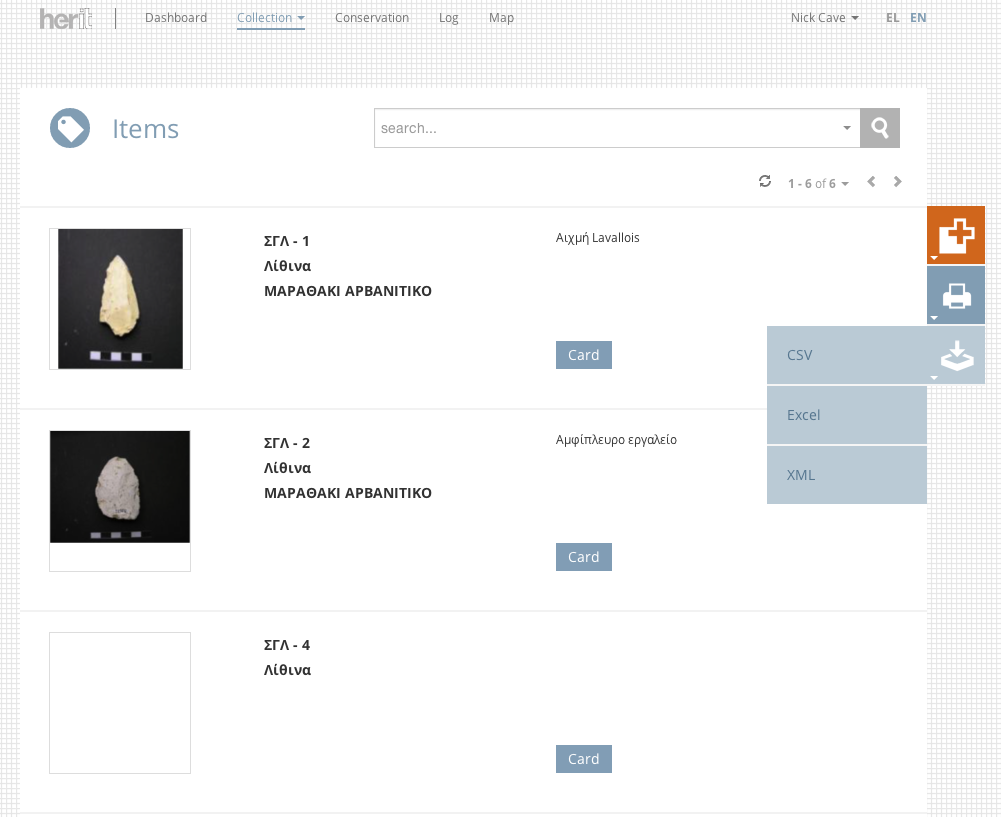 herit Dashboard Collection Conservation Log Map Nick Cave EL EN
Items
search...
1 - 6 of 6
ΣΓΛ - 1
Λίθινα
ΜΑΡΑΘΑΚΙ ΑΡΒΑΝΙΤΙΚΟ
Αιχμή Lavallois
Card
CSV
Excel
XML
ΣΓΛ - 2
Λίθινα
ΜΑΡΑΘΑΚΙ ΑΡΒΑΝΙΤΙΚΟ
Αμφίπλευρο εργαλείο
Card
ΣΓΛ - 4
Λίθινα
Card